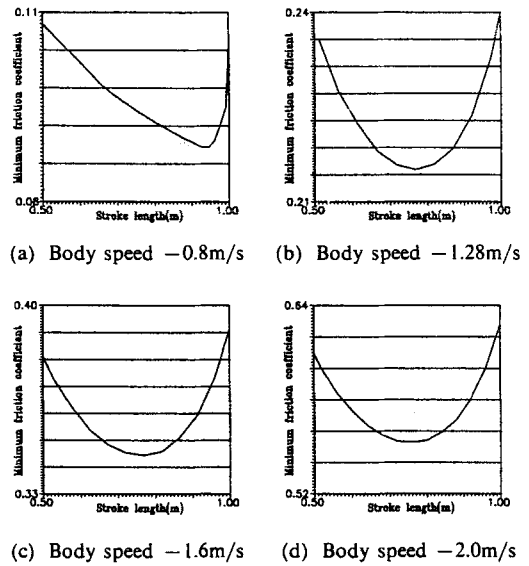 0.11
Minimum friction coefficient
0.08
0.50
Stroke length(m)
1.00
(a) Body speed −0.8m/s
0.24
Minimum friction coefficient
0.21
0.50
Stroke length(m)
1.00
(b) Body speed −1.28m/s
0.40
Minimum friction coefficient
0.33
0.50
Stroke length(m)
1.00
(c) Body speed −1.6m/s
0.64
Minimum friction coefficient
0.52
0.50
Stroke length(m)
1.00
(d) Body speed −2.0m/s